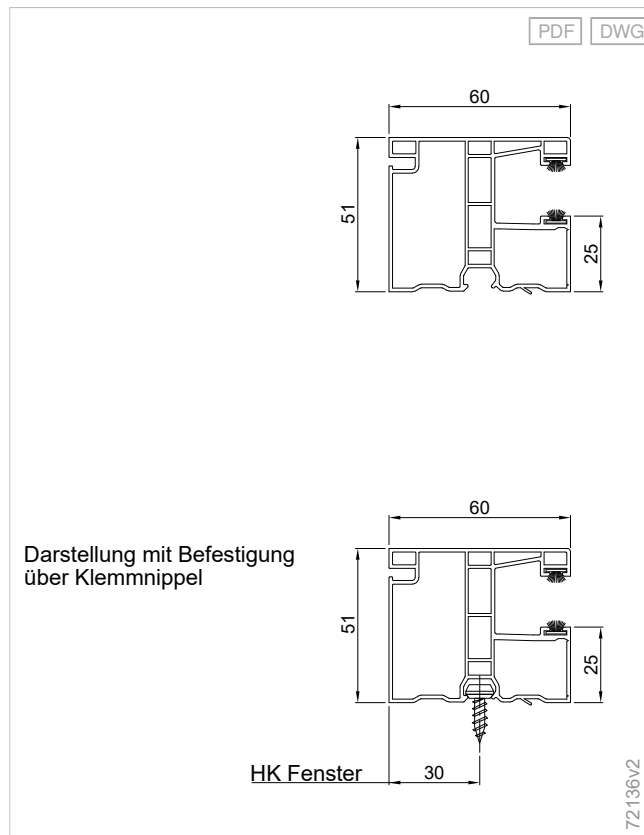 PDF DWG
60
51
25
Darstellung mit Befestigung
über Klemmnippel
60
51
25
HK Fenster
30
72136v2